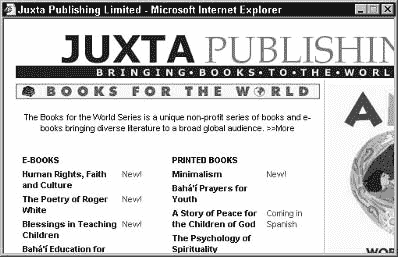 Juxta Publishing Limited - Microsoft Internet Explorer
JUXTA PUBLISHIN
BRINGING•BOOKS•TO•THE•WORL
BOOKS FOR THE WORLD
The Books for the World Series is a unique non-profit series of books and e-
books bringing diverse literature to a broad global audience. >>More
E-BOOKS
Human Rights, Faith New!
and Culture
The Poetry of Roger New!
White
Blessings in Teaching New!
Children
Bahá'í Education for
PRINTED BOOKS
Minimalism New!
Bahá'í Prayers for
Youth
A Story of Peace for Coming in
the Children of God Spanish
The Psychology of
Spirituality
A
WOR